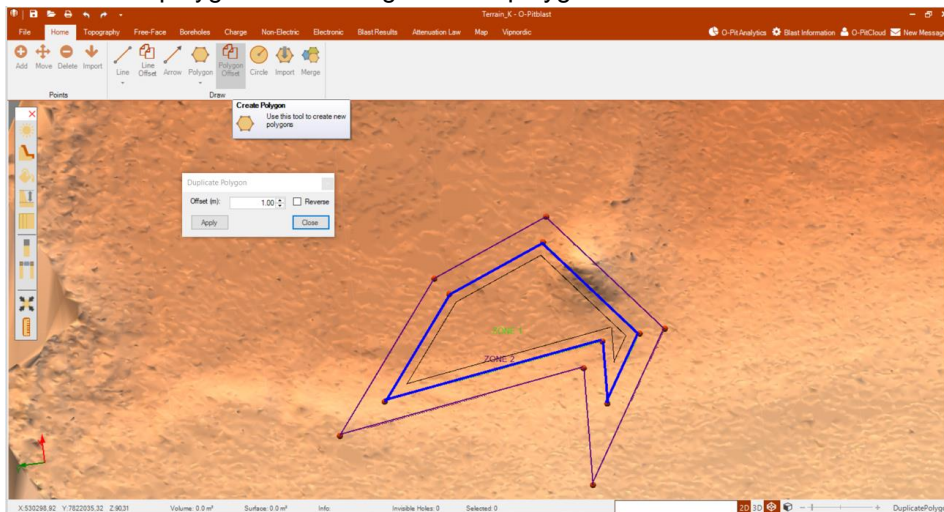 Terrain_K - O-Pitblast
File Home Topography Free-Face Boreholes Charge Non-Electric Electronic Blast Results Attenuation Law Map Vipnordic O-PitAnalytics Blast Information O-PitCloud New Message
Add Move Delete Import Line Line Offset Arrow Polygon Polygon Offset Circle Import Merge
Points Draw
Create Polygon
Use this tool to create new
polygons
Duplicate Polygon
Offset (m): 1.00 Reverse
Apply Close
ZONE 1
ZONE 2
X:530298,92 Y:7822035,32 Z:90,31 Volume: 0.0 m³ Surface: 0.0 m² Info: Invisible Holes: 0 Selected: 0 2D 3D DuplicatePolygo